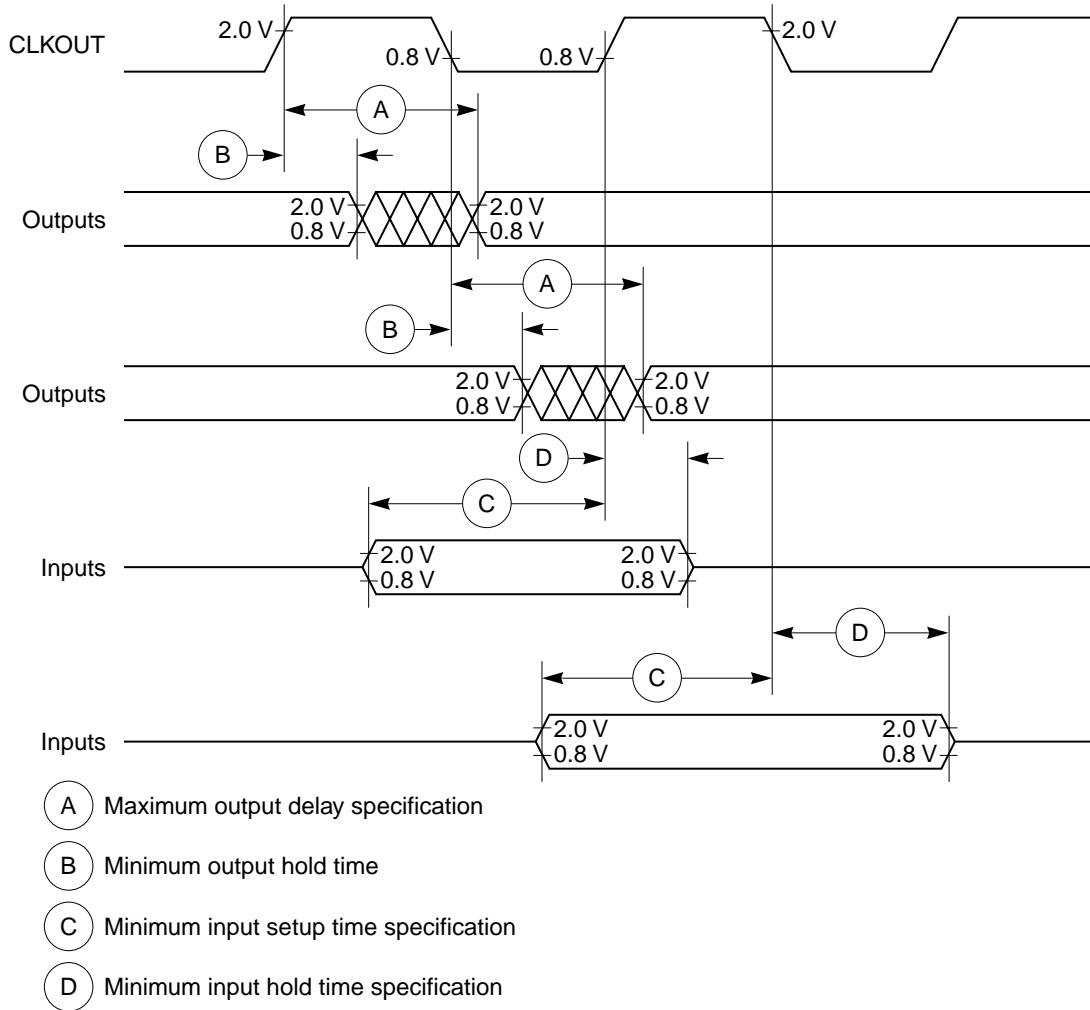 CLKOUT
2.0 V
0.8 V
0.8 V
2.0 V
A
B
Outputs
2.0 V
0.8 V
2.0 V
0.8 V
A
B
Outputs
2.0 V
0.8 V
2.0 V
0.8 V
D
C
Inputs
2.0 V
0.8 V
2.0 V
0.8 V
D
C
Inputs
2.0 V
0.8 V
2.0 V
0.8 V
A Maximum output delay specification
B Minimum output hold time
C Minimum input setup time specification
D Minimum input hold time specification